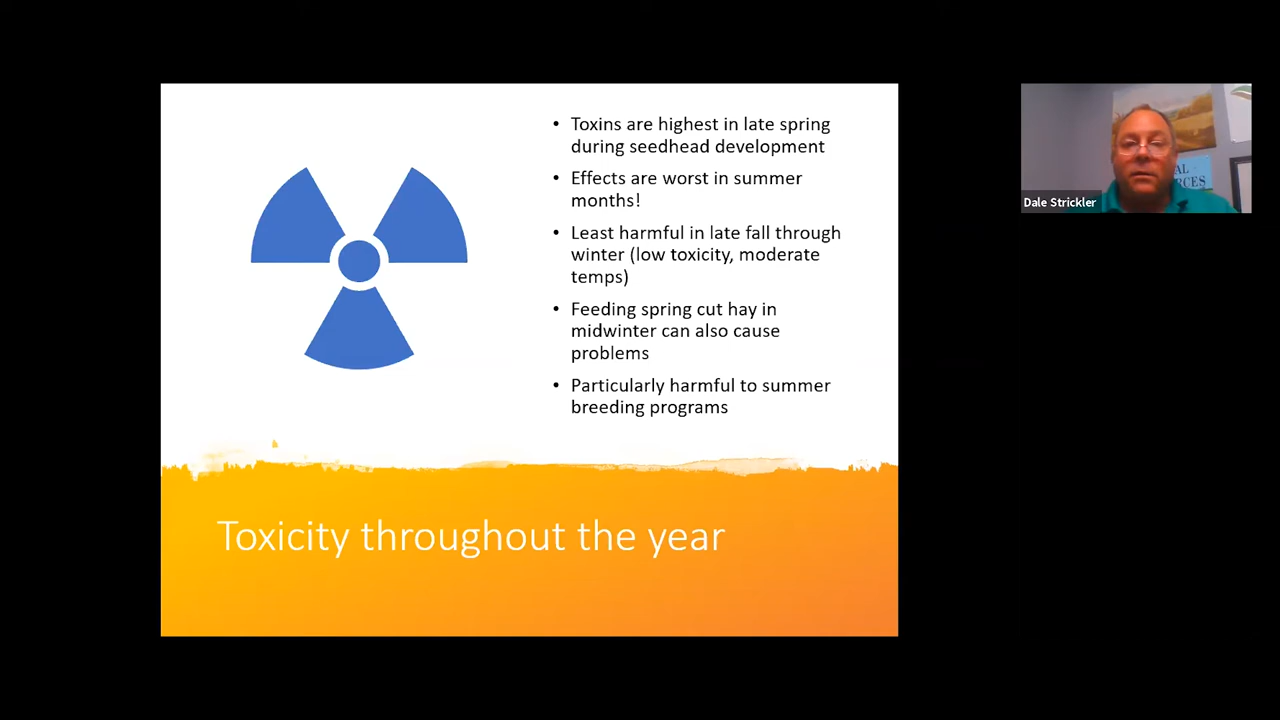 • Toxins are highest in late spring
during seedhead development
• Effects are worst in summer
months!
• Least harmful in late fall through
winter (low toxicity, moderate
temps)
• Feeding spring cut hay in
midwinter can also cause
problems
• Particularly harmful to summer
breeding programs
Toxicity throughout the year
Dale Strickler